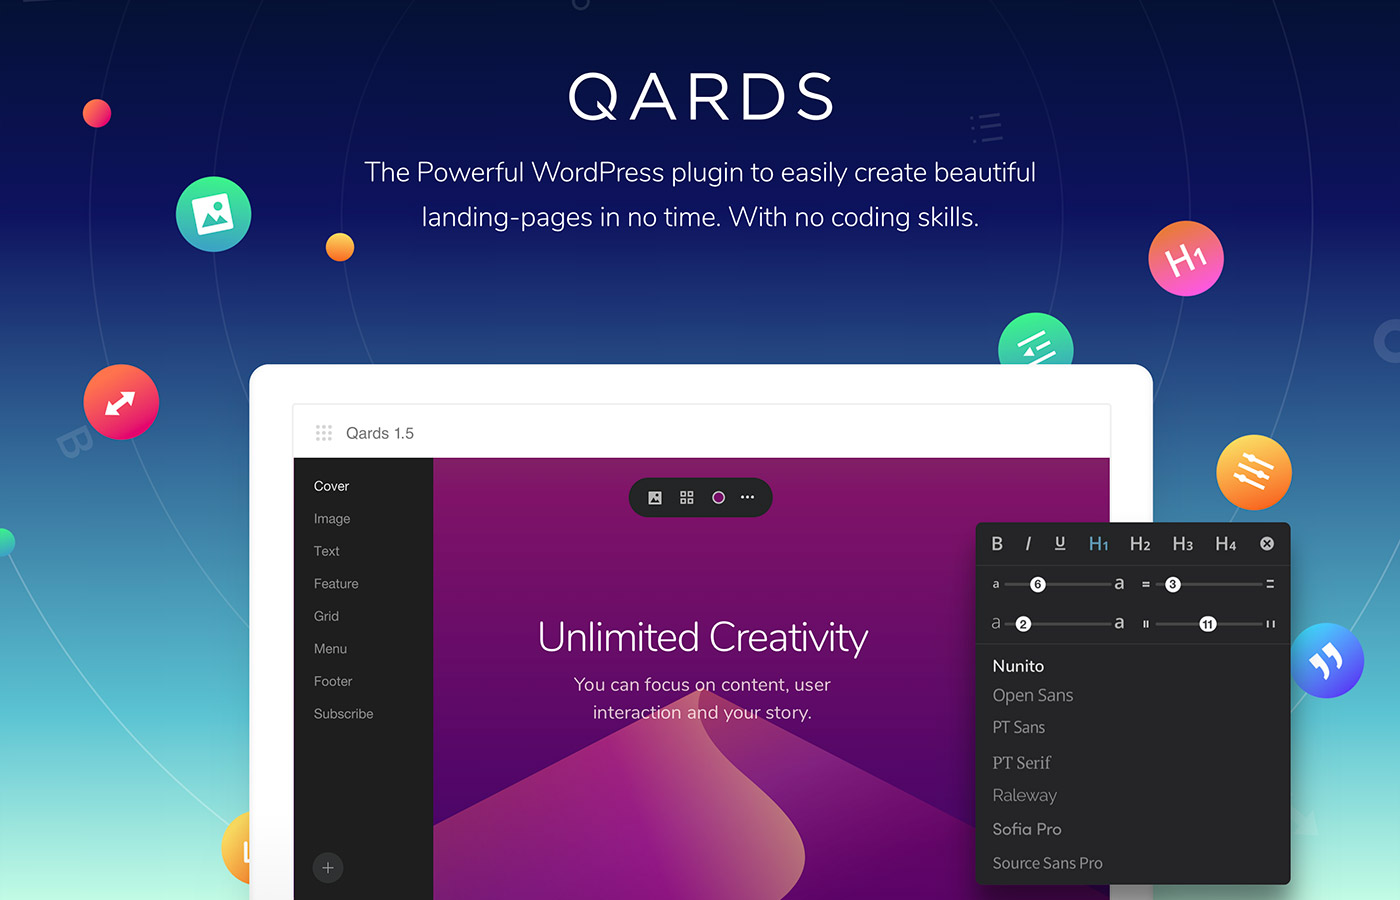 QARDS
The Powerful WordPress plugin to easily create beautiful
landing-pages in no time. With no coding skills.
H1
B
Qards 1.5
Cover
Image
Text
Feature
Grid
Menu
Footer
Subscribe
Unlimited Creativity
You can focus on content, user
interaction and your story.
B I U H1 H2 H3 H4
a 6 a = 3 =
a 2 a 11
Nunito
Open Sans
PT Sans
PT Serif
Raleway
Sofia Pro
Source Sans Pro